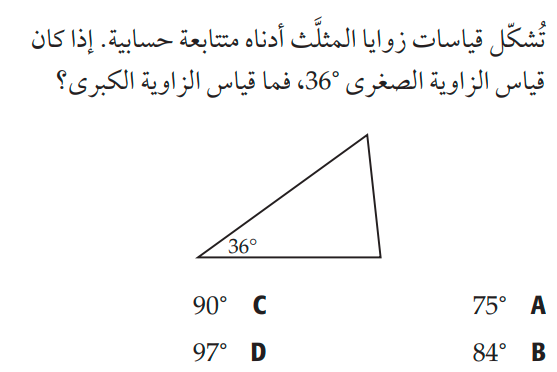 تُشكّل قياسات زوايا المثلَّث أدناه متتابعة حسابية. إذا كان
قياس الزاوية الصغرى 36°، فما قياس الزاوية الكبرى؟
36°
75° A
90° C
84° B
97° D